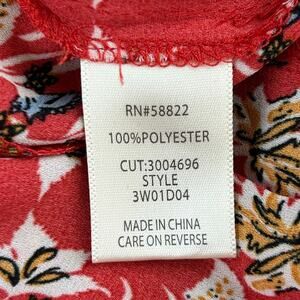 RN#58822
100%POLYESTER
CUT:3004696
STYLE
3W01D04
MADE IN CHINA
CARE ON REVERSE